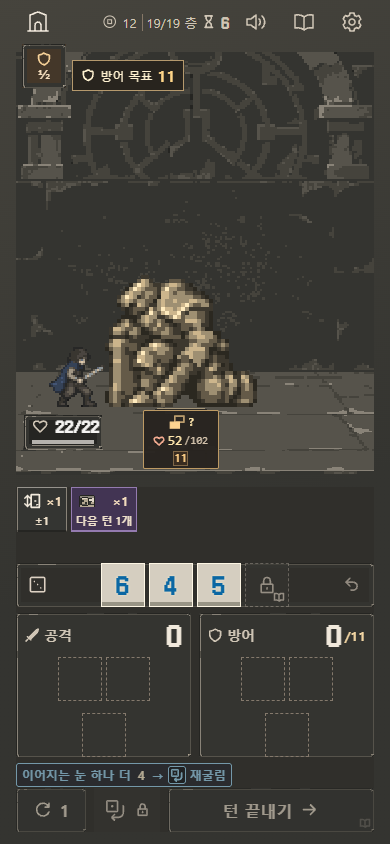 12 19/19 층 6
½
방어 목표 11
22/22
?
52/102
11
×1
±1
×1
다음 턴 1개
6 4 5
공격 0
방어 0/11
이어지는 눈 하나 더 4 → 재굴림
1
턴 끝내기 →